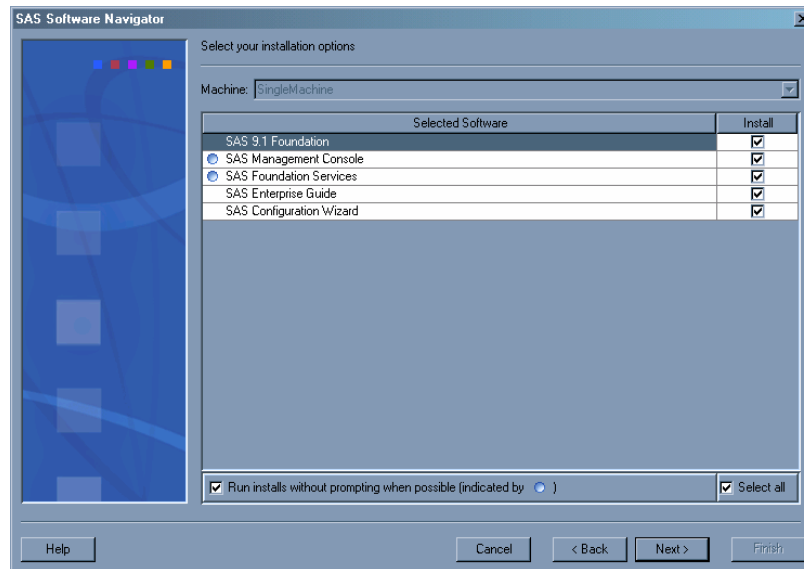 SAS Software Navigator
Select your installation options
Machine: SingleMachine
Selected Software Install
SAS 9.1 Foundation
SAS Management Console
SAS Foundation Services
SAS Enterprise Guide
SAS Configuration Wizard
Run installs without prompting when possible (indicated by ) Select all
Help Cancel < Back Next > Finish